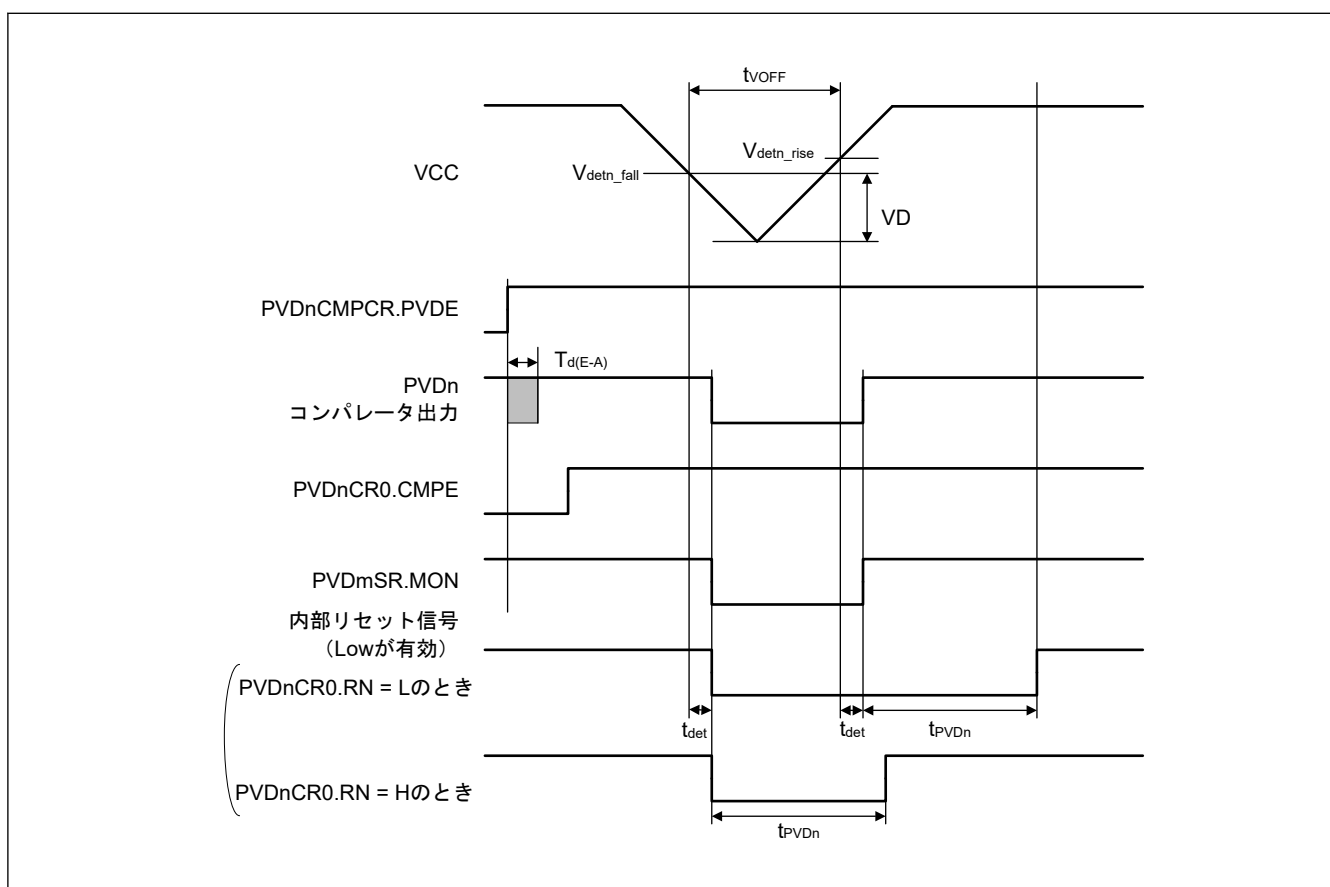 tVOFF
Vdetn_rise
VCC
Vdetn_fall
VD
PVDnCMPCR.PVDE
Td(E-A)
PVDn
コンパレータ出力
PVDnCR0.CMPE
PVDmSR.MON
内部リセット信号
（Lowが有効）
PVDnCR0.RN = Lのとき
tdet
tdet
tPVDn
PVDnCR0.RN = Hのとき
tPVDn